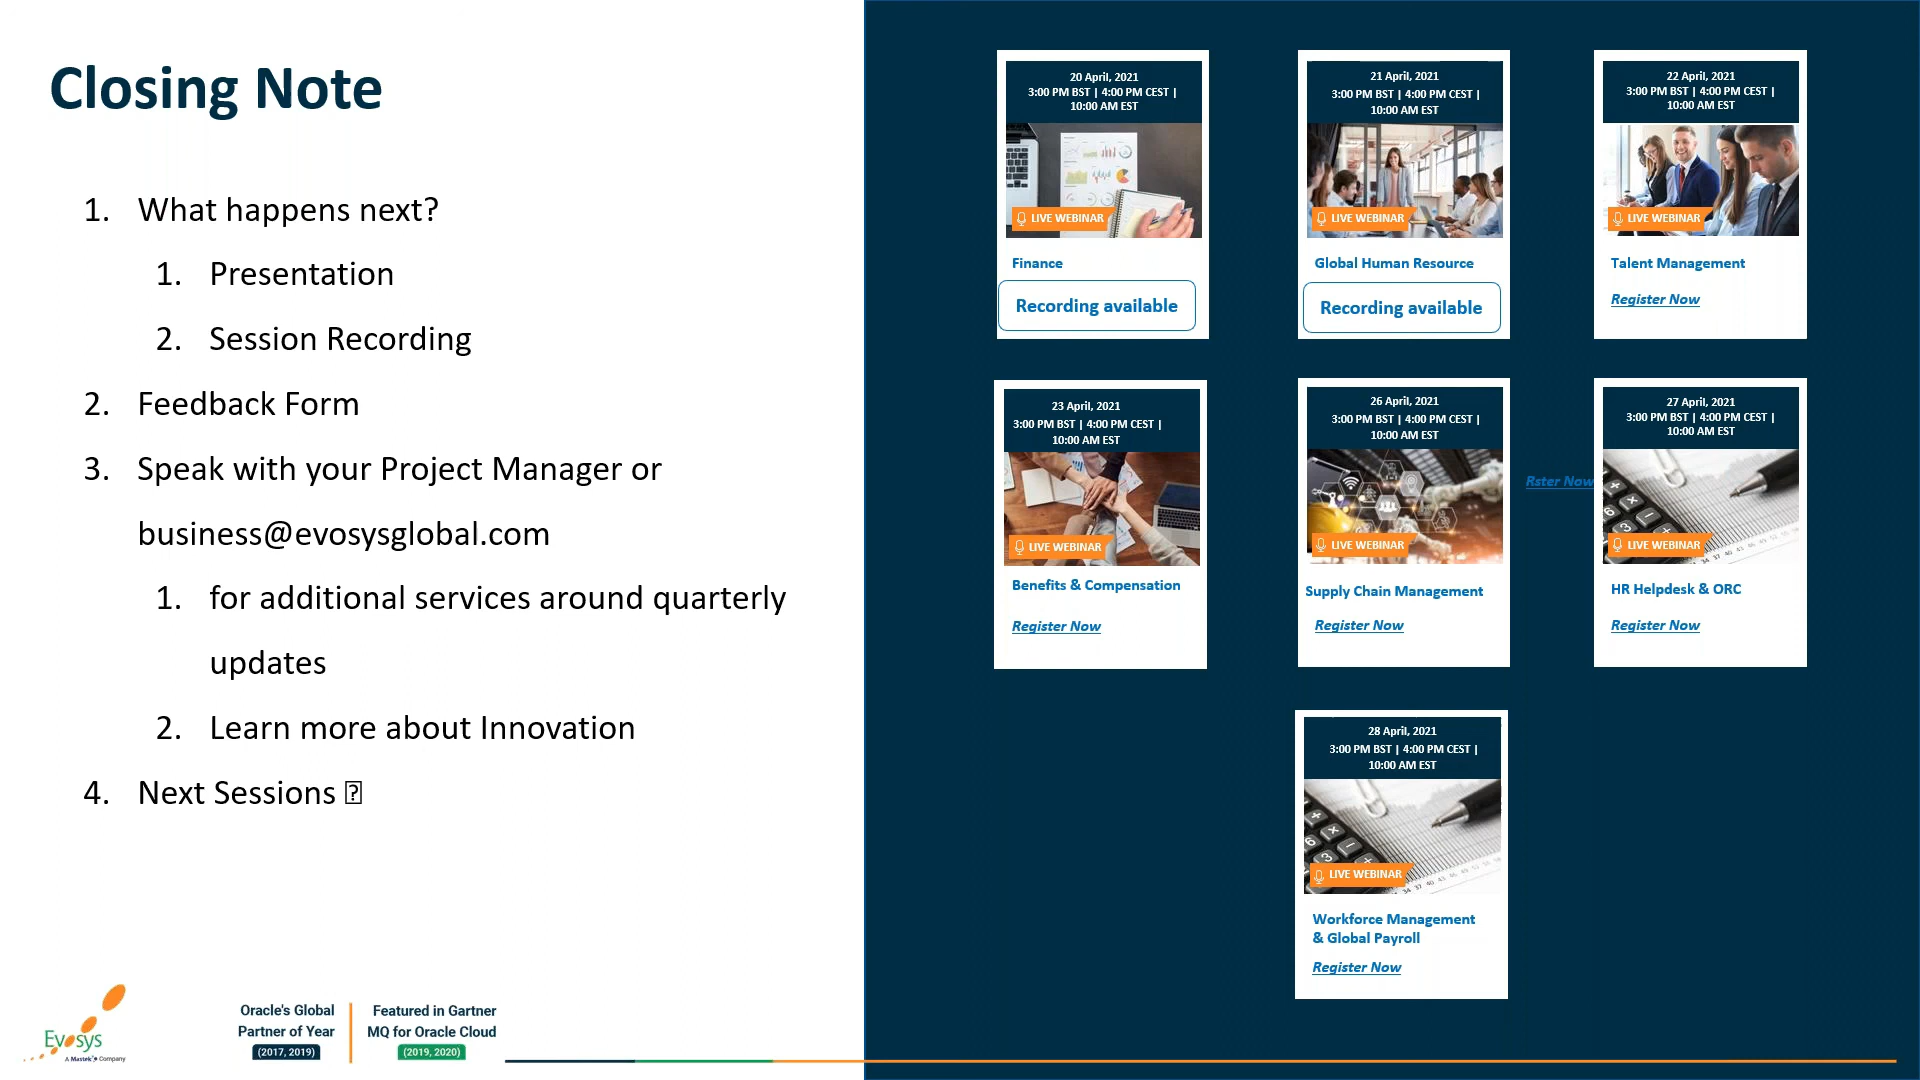 Closing Note
1. What happens next?
1. Presentation
2. Session Recording
2. Feedback Form
3. Speak with your Project Manager or
business@evosysglobal.com
1. for additional services around quarterly
updates
2. Learn more about Innovation
4. Next Sessions
20 April, 2021
3:00 PM BST | 4:00 PM CEST |
10:00 AM EST
LIVE WEBINAR
Finance
Recording available
21 April, 2021
3:00 PM BST | 4:00 PM CEST |
10:00 AM EST
LIVE WEBINAR
Global Human Resource
Recording available
22 April, 2021
3:00 PM BST | 4:00 PM CEST |
10:00 AM EST
LIVE WEBINAR
Talent Management
Register Now
23 April, 2021
3:00 PM BST | 4:00 PM CEST |
10:00 AM EST
LIVE WEBINAR
Benefits & Compensation
Register Now
26 April, 2021
3:00 PM BST | 4:00 PM CEST |
10:00 AM EST
LIVE WEBINAR
Supply Chain Management
Register Now
Rster Now
27 April, 2021
3:00 PM BST | 4:00 PM CEST |
10:00 AM EST
LIVE WEBINAR
HR Helpdesk & ORC
Register Now
28 April, 2021
3:00 PM BST | 4:00 PM CEST |
10:00 AM EST
LIVE WEBINAR
Workforce Management
& Global Payroll
Register Now
Evosys
A Mastek Company
Oracle's Global
Partner of Year
(2017, 2019)
Featured in Gartner
MQ for Oracle Cloud
(2019, 2020)